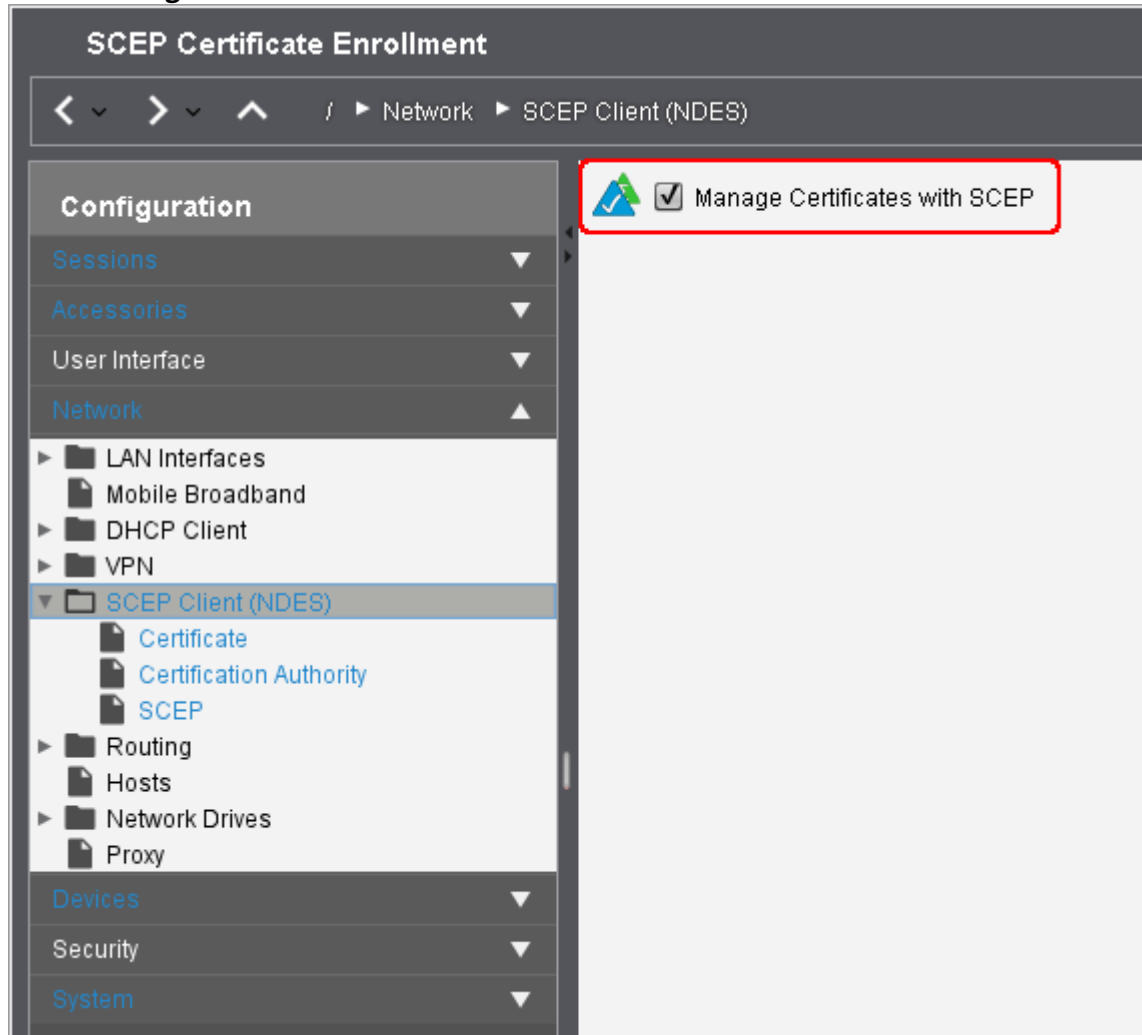 SCEP Certificate Enrollment
/ ► Network ► SCEP Client (NDES)
Configuration
Manage Certificates with SCEP
Sessions
Accessories
User Interface
Network
LAN Interfaces
Mobile Broadband
DHCP Client
VPN
SCEP Client (NDES)
Certificate
Certification Authority
SCEP
Routing
Hosts
Network Drives
Proxy
Devices
Security
System